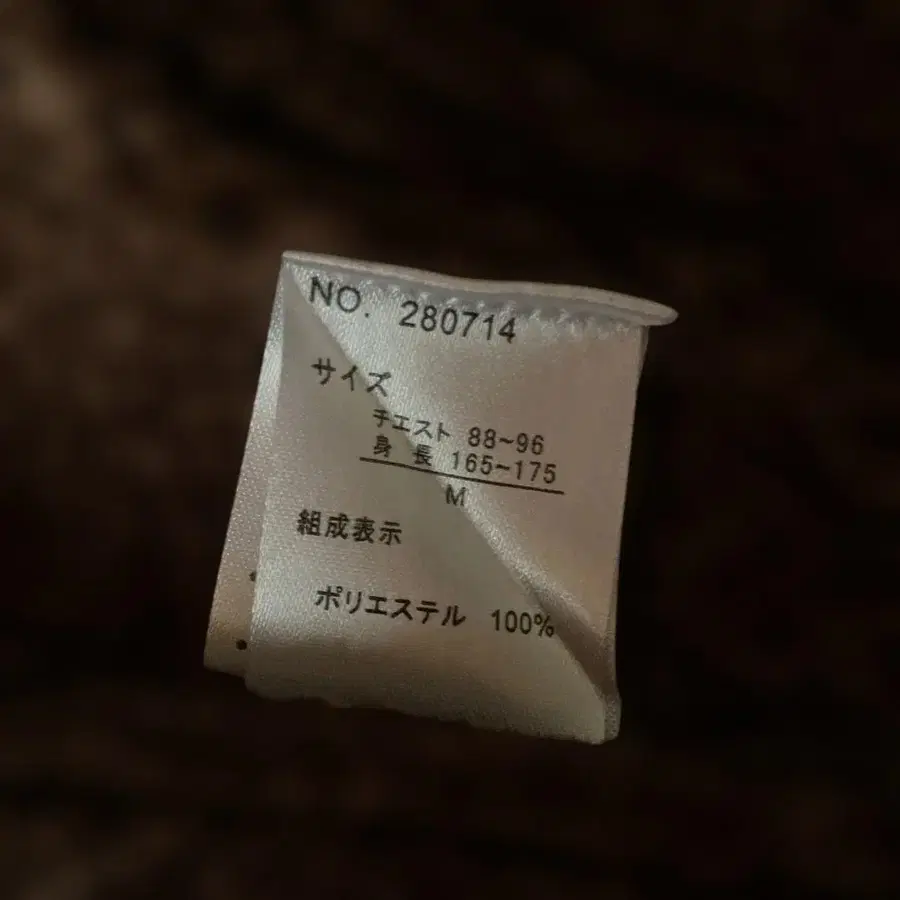 NO. 280714
サイズ
チエスト 88~96
身長 165~175
M
組成表示
ポリエステル 100%